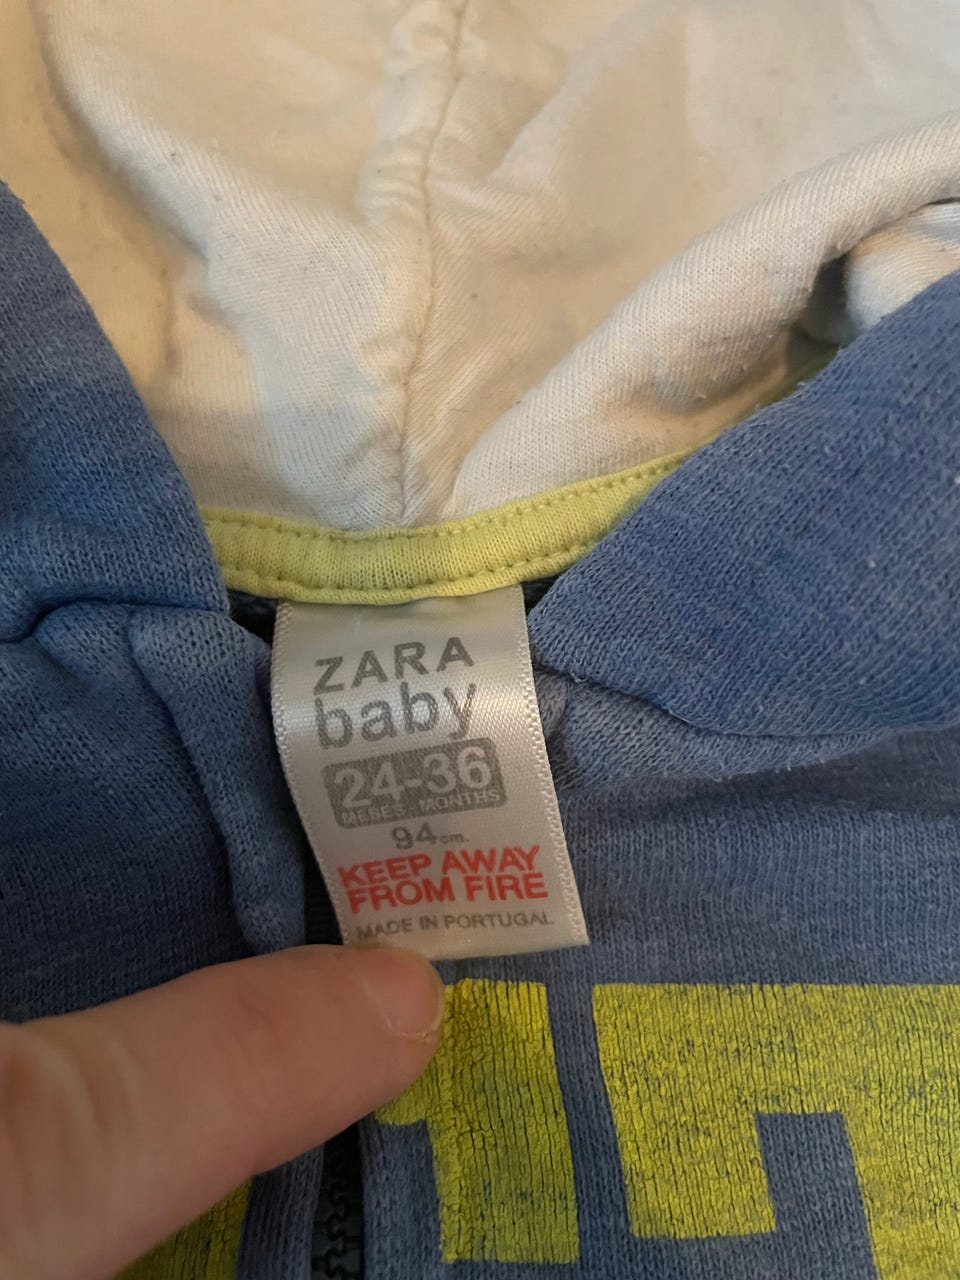 ZARA
baby
24-36
MESES MONTHS
94cm.
KEEP AWAY
FROM FIRE
MADE IN PORTUGAL